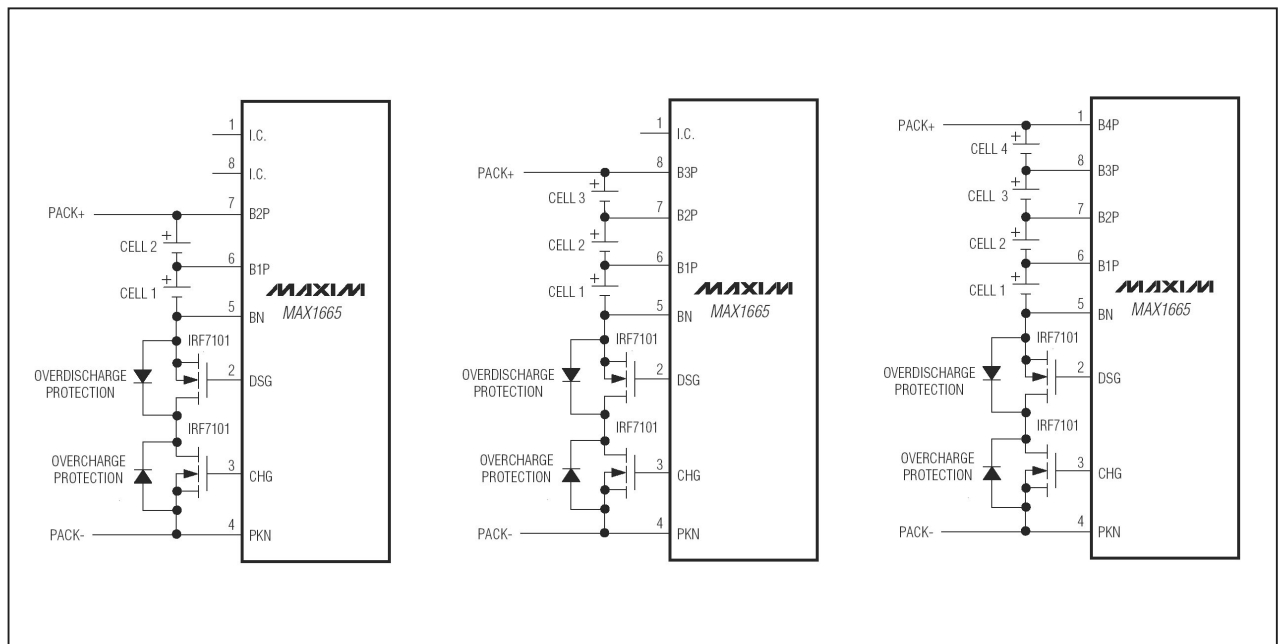 1
I.C.
8
I.C.
PACK+
7
B2P
+
CELL 2
6
B1P
+
CELL 1
5
BN
MAXIM
MAX1665
IRF7101
OVERDISCHARGE
PROTECTION
2
DSG
IRF7101
OVERCHARGE
PROTECTION
3
CHG
PACK-
4
PKN
1
I.C.
PACK+
8
B3P
+
CELL 3
7
B2P
+
CELL 2
6
B1P
+
CELL 1
5
BN
MAXIM
MAX1665
IRF7101
OVERDISCHARGE
PROTECTION
2
DSG
IRF7101
OVERCHARGE
PROTECTION
3
CHG
PACK-
4
PKN
PACK+
1
B4P
+
CELL 4
8
B3P
+
CELL 3
7
B2P
+
CELL 2
6
B1P
+
CELL 1
5
BN
MAXIM
MAX1665
IRF7101
OVERDISCHARGE
PROTECTION
2
DSG
IRF7101
OVERCHARGE
PROTECTION
3
CHG
PACK-
4
PKN